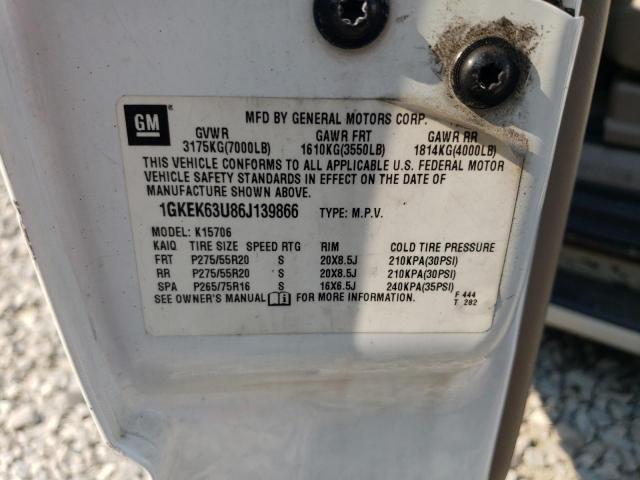 GM
MFD BY GENERAL MOTORS CORP.
GVWR GAWR FRT GAWR RR
3175KG(7000LB) 1610KG(3550LB) 1814KG(4000LB)
THIS VEHICLE CONFORMS TO ALL APPLICABLE U.S. FEDERAL MOTOR
VEHICLE SAFETY STANDARDS IN EFFECT ON THE DATE OF
MANUFACTURE SHOWN ABOVE.
1GKEK63U86J139866 TYPE: M.P.V.
MODEL: K15706
KAIQ TIRE SIZE SPEED RTG RIM COLD TIRE PRESSURE
FRT P275/55R20 S 20X8.5J 210KPA(30PSI)
RR P275/55R20 S 20X8.5J 210KPA(30PSI)
SPA P265/75R16 S 16X6.5J 240KPA(35PSI)
SEE OWNER'S MANUAL FOR MORE INFORMATION.
F 444
T 282